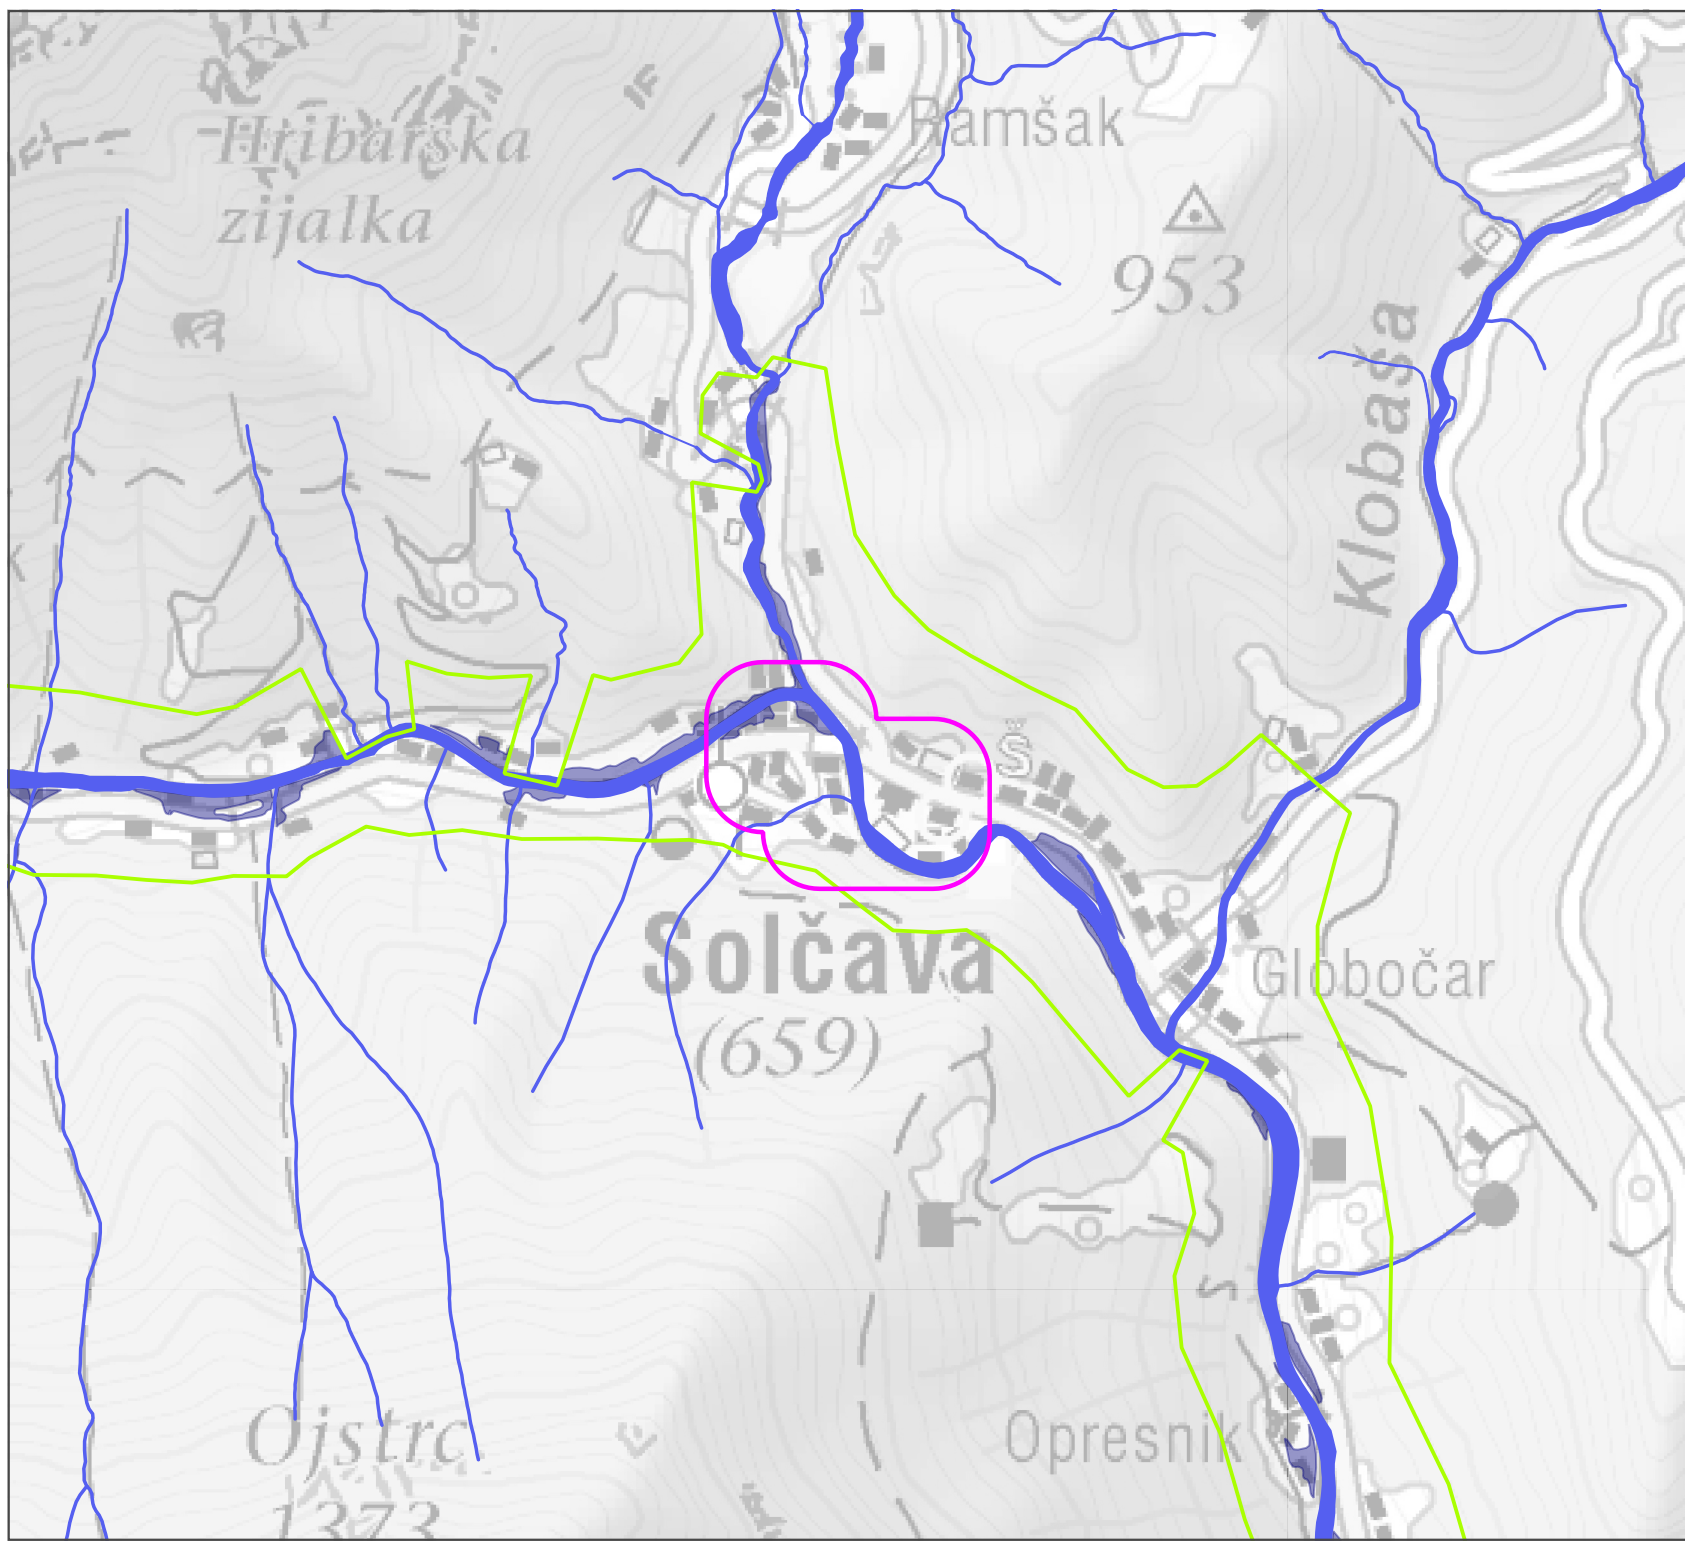 Ramšak
Hribarska
zijalka
953
Klobaša
Š
Solčava
(659)
Globočar
Opresnik
Ojstrc
1373